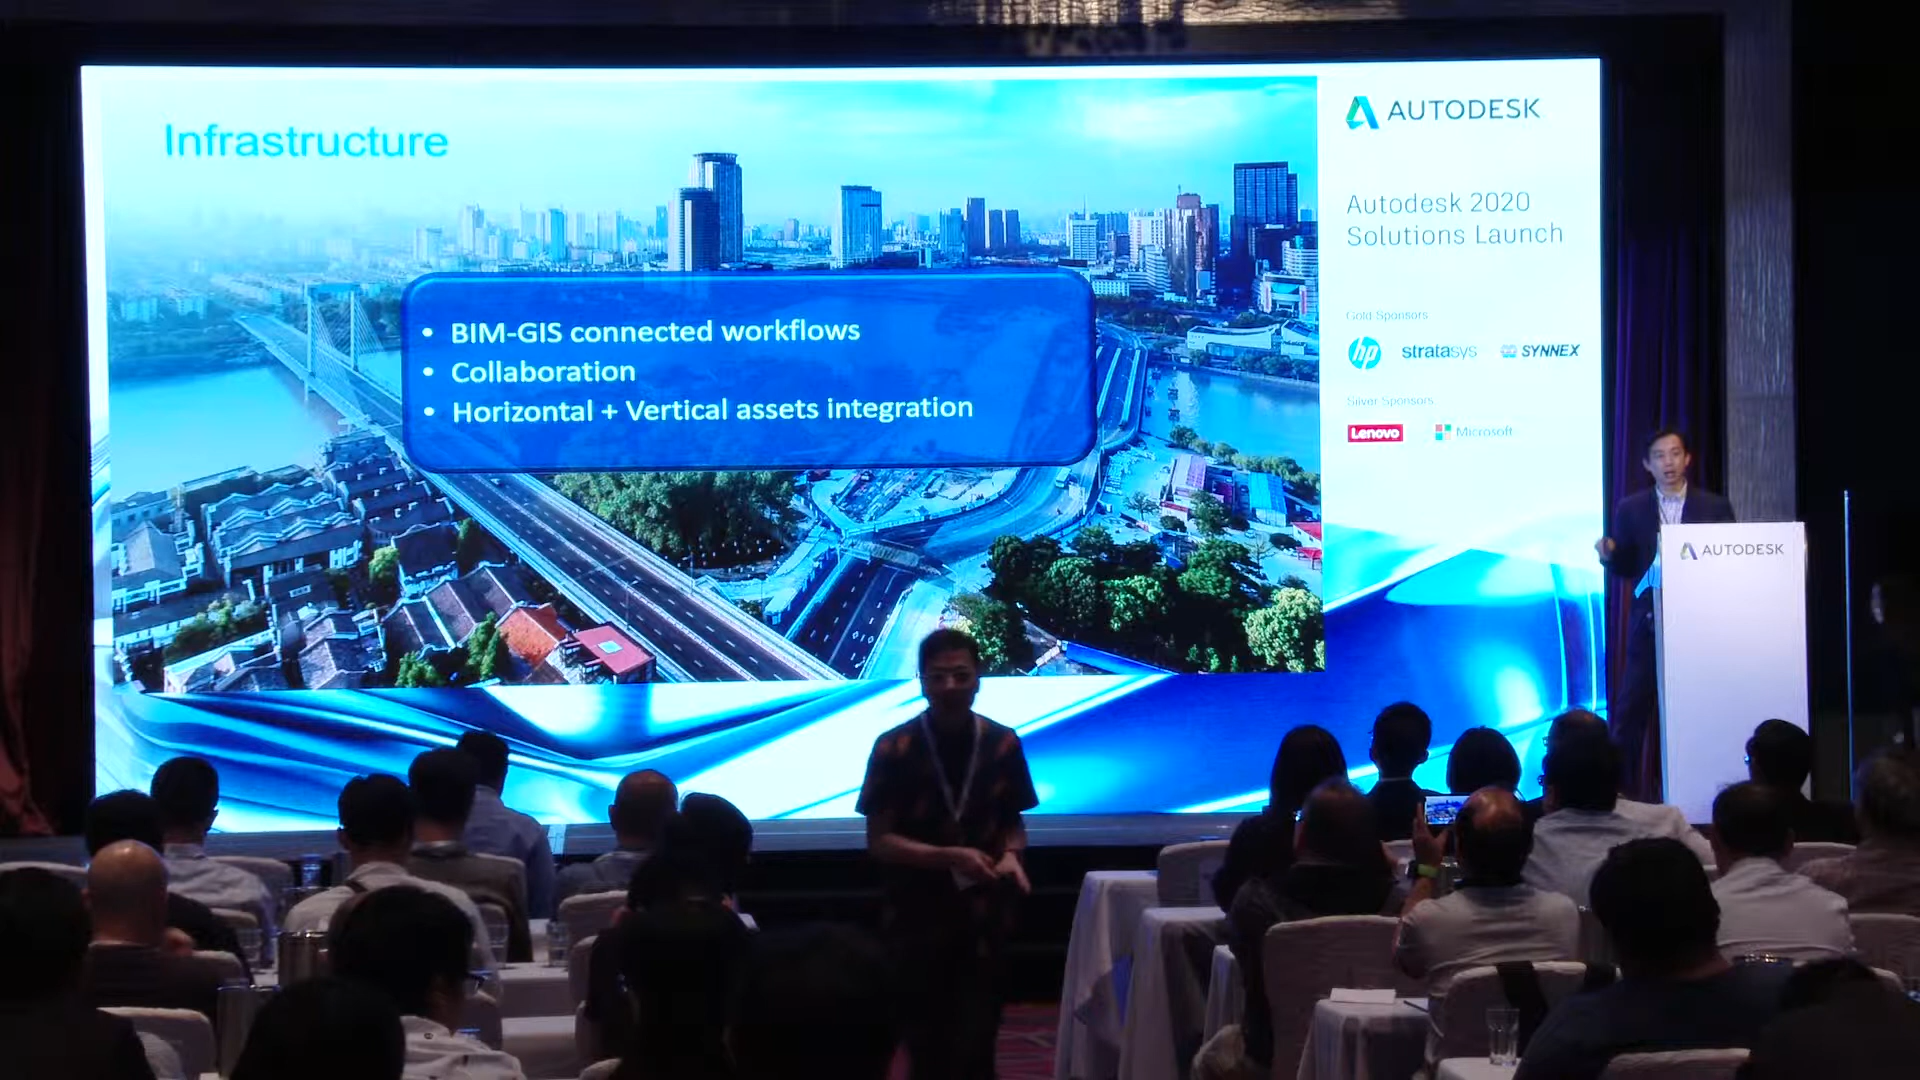 Infrastructure
• BIM-GIS connected workflows
• Collaboration
• Horizontal + Vertical assets integration
AUTODESK
Autodesk 2020
Solutions Launch
Gold Sponsors
hp stratasys SYNNEX
Silver Sponsors
Lenovo Microsoft
AUTODESK